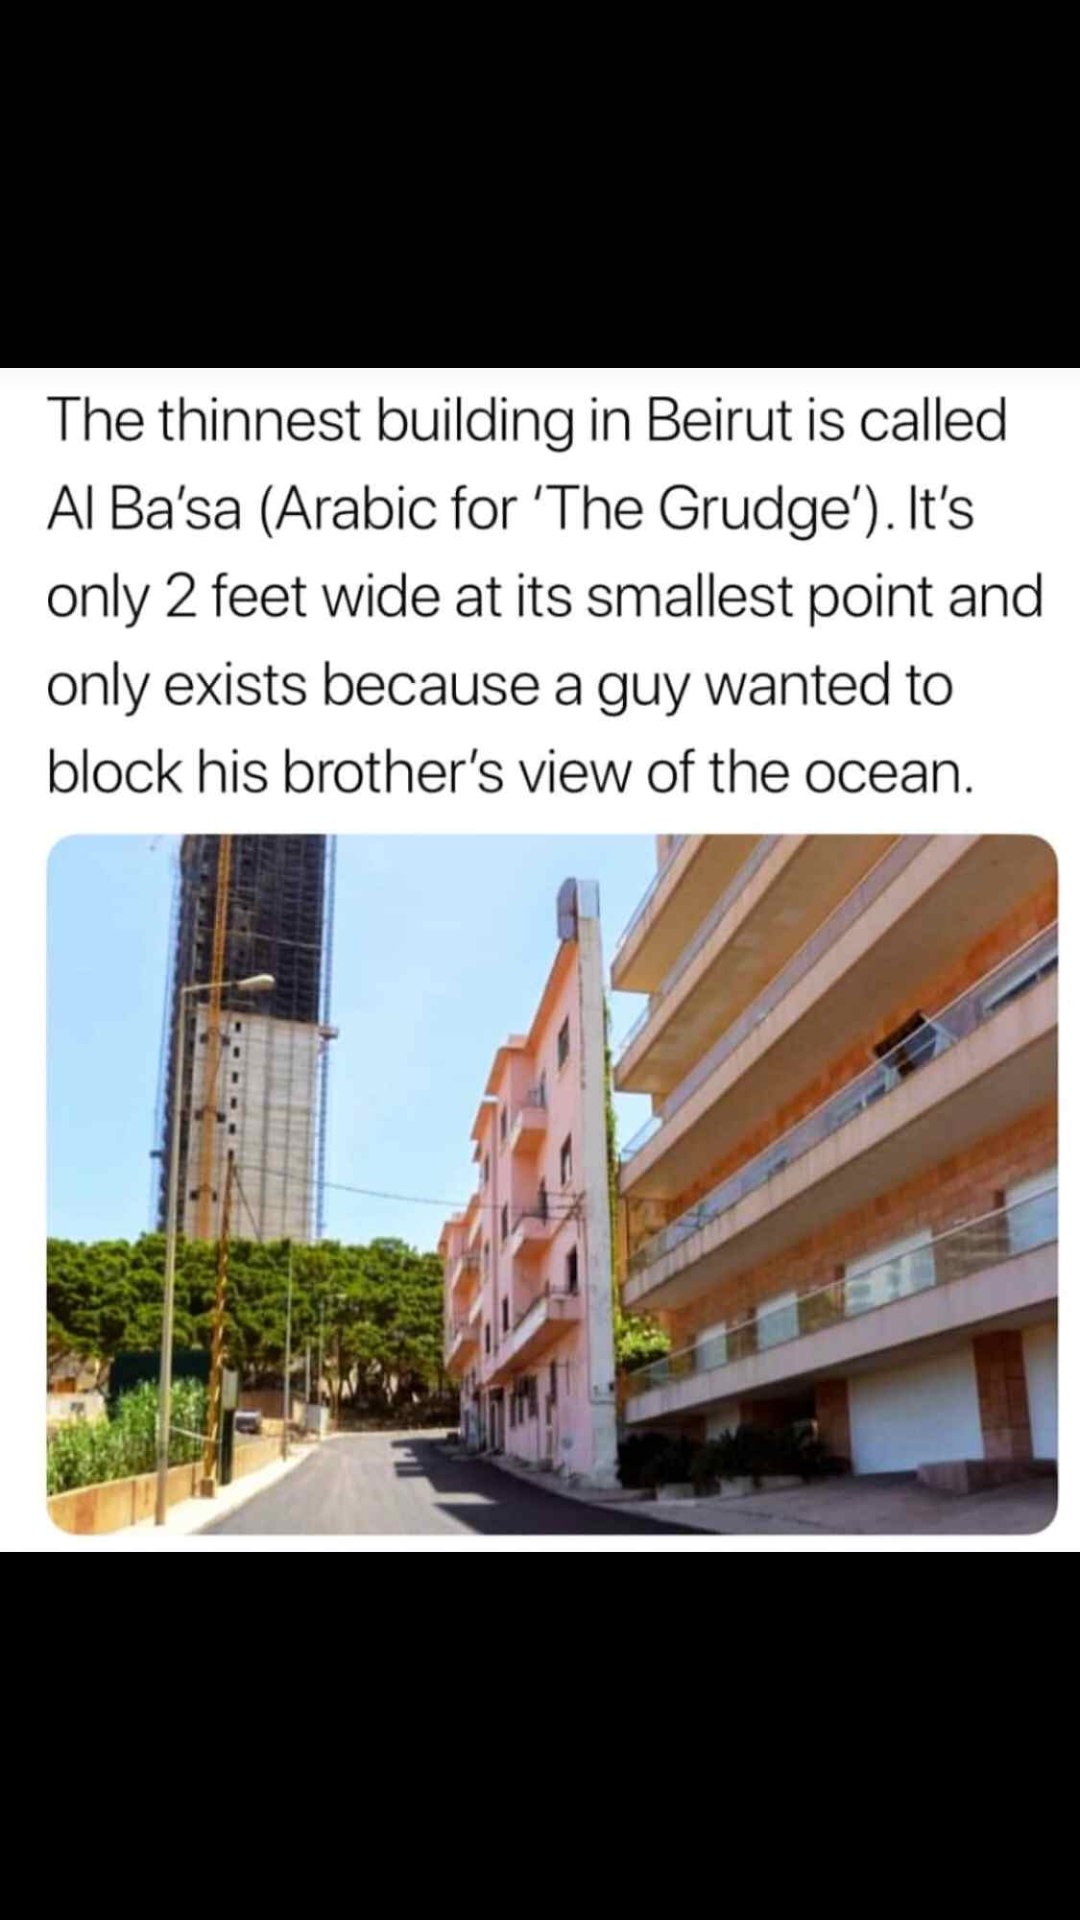 The thinnest building in Beirut is called
Al Ba'sa (Arabic for 'The Grudge'). It's
only 2 feet wide at its smallest point and
only exists because a guy wanted to
block his brother's view of the ocean.